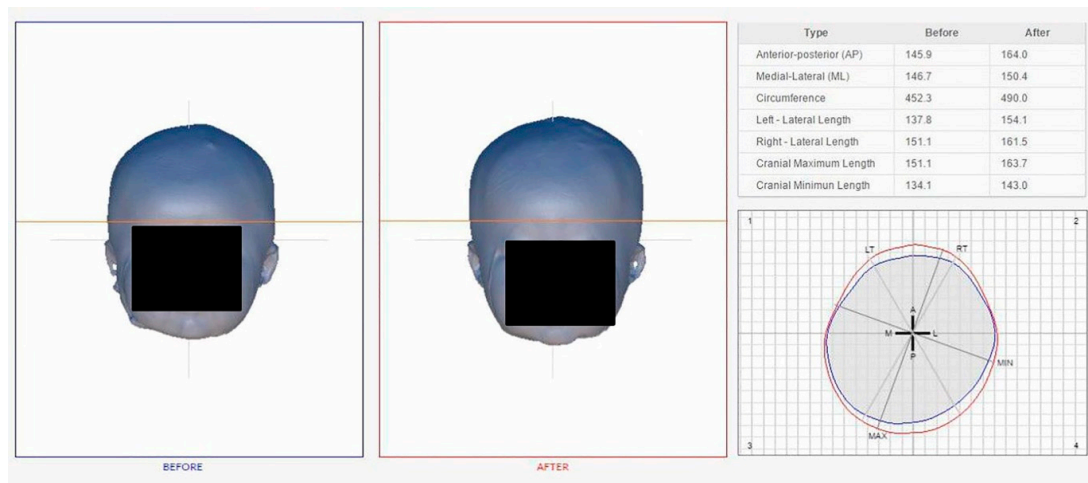 BEFORE
AFTER
Type Before After
Anterior-posterior (AP) 145.9 164.0
Medial-Lateral (ML) 146.7 150.4
Circumference 452.3 490.0
Left - Lateral Length 137.8 154.1
Right - Lateral Length 151.1 161.5
Cranial Maximum Length 151.1 163.7
Cranial Minimun Length 134.1 143.0
1 2
LT RT
A
M L
P
MIN
MAX
3 4